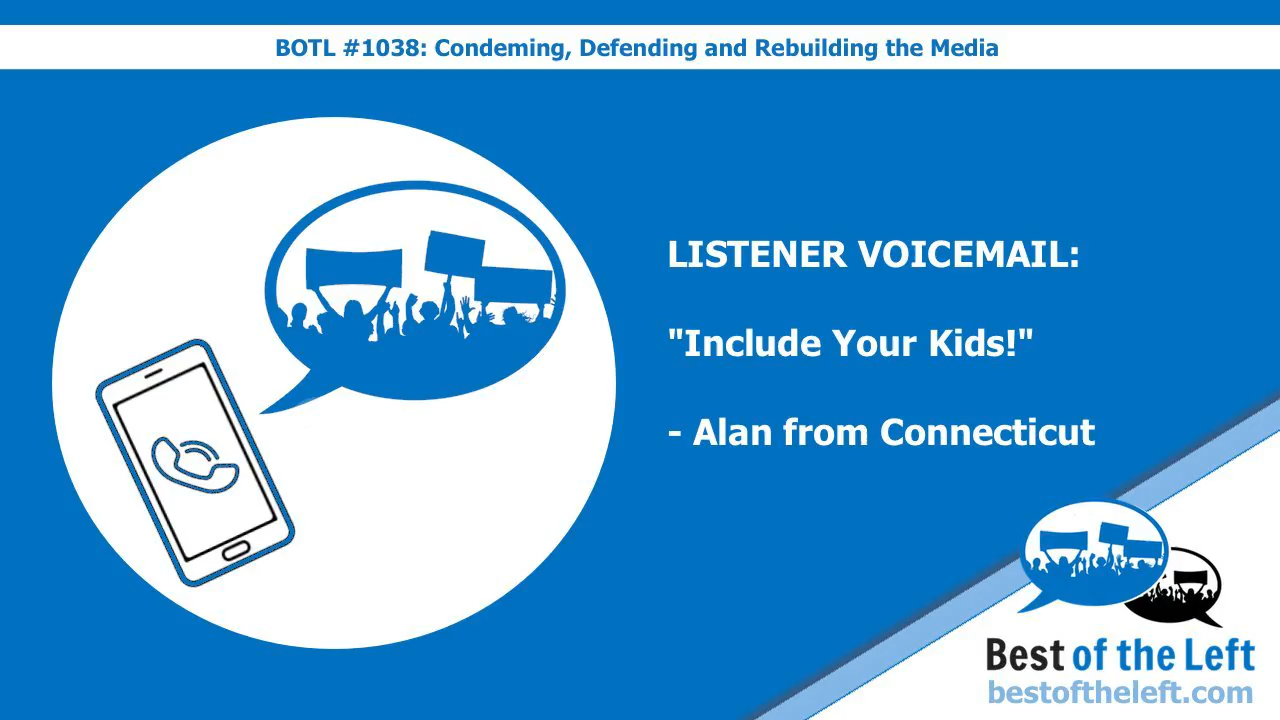 BOTL #1038: Condeming, Defending and Rebuilding the Media
LISTENER VOICEMAIL:
"Include Your Kids!"
- Alan from Connecticut
Best of the Left
bestoftheleft.com